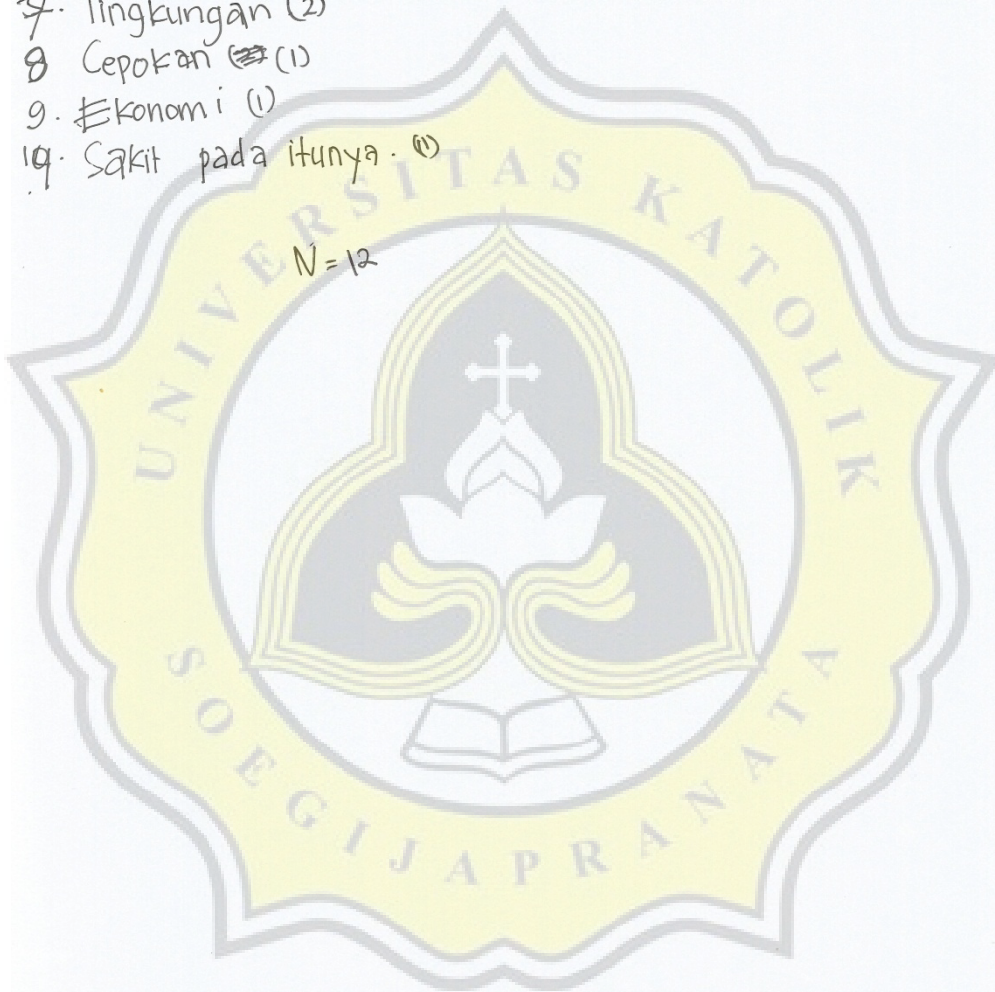 7. lingkungan (2)
8 Cepokan (1)
9. Ekonomi (1)
10. Sakit pada itunya. (1)
N = 12
UNIVERSITAS KATOLIK
SOEGIJAPRANATA